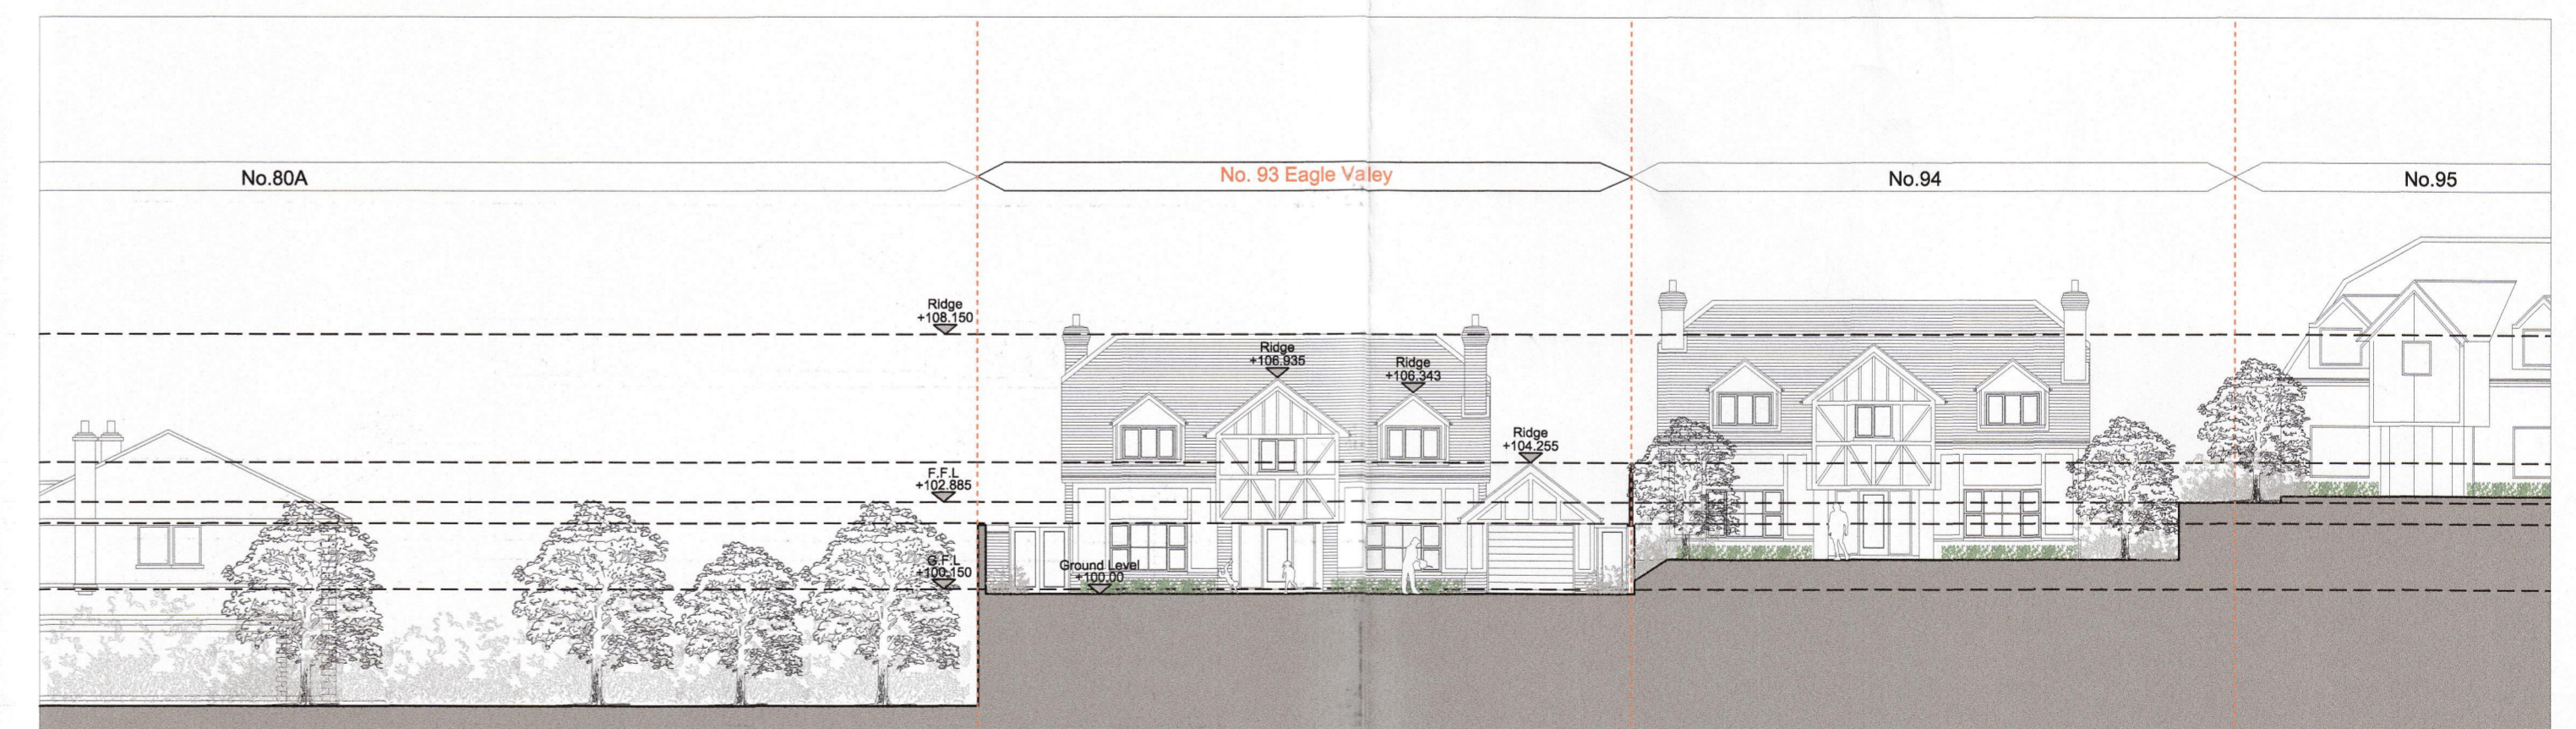 No.80A
No. 93 Eagle Valey
No.94
No.95
Ridge
+108.150
Ridge
+106.935
Ridge
+106.343
Ridge
+104.255
F.F.L
+102.885
G.F.L
+100.150
Ground Level
+100.00